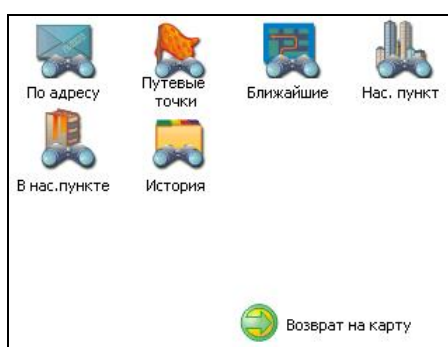 По адресу
Путевые
точки
Ближайшие
Нас. пункт
В нас.пункте
История
Возврат на карту